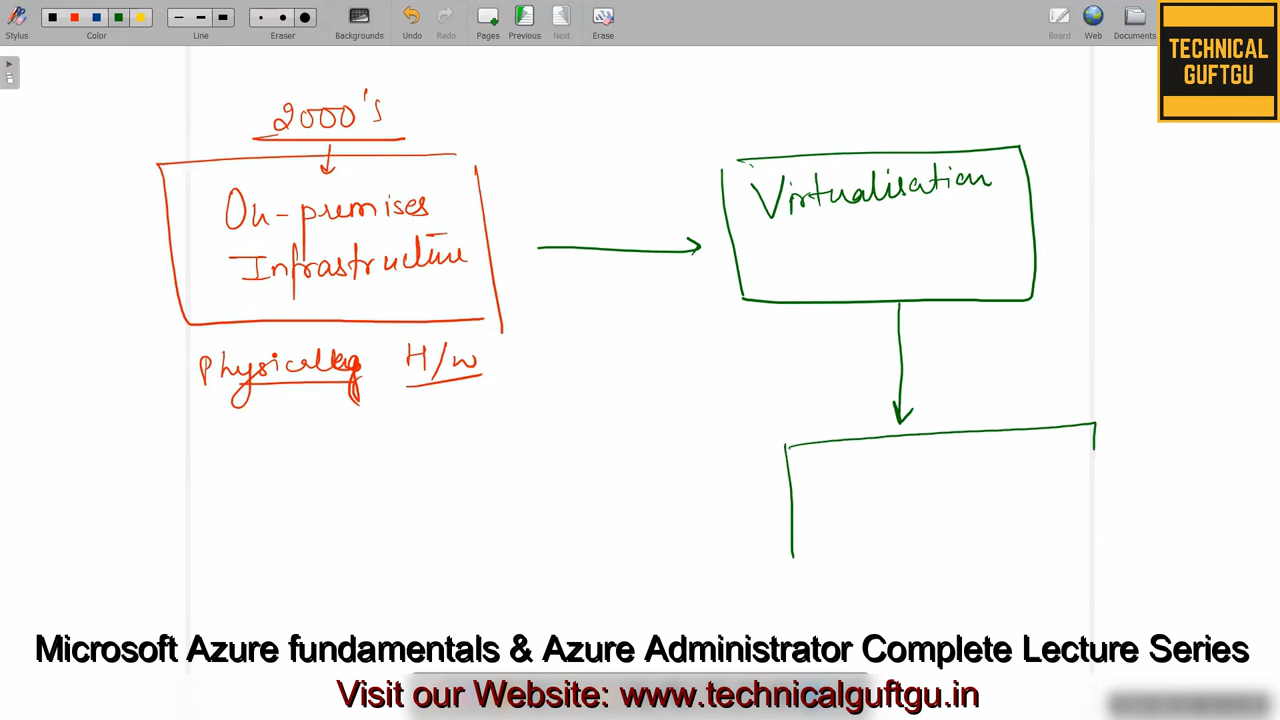 Stylus
Color
Line
Eraser
Backgrounds
Undo
Redo
Pages
Previous
Next
Erase
Board
Web
Documents
TECHNICAL
GUFTGU
2000's
On-premises
Infrastructure
Physically H/w
Virtualisation
Microsoft Azure fundamentals & Azure Administrator Complete Lecture Series
Visit our Website: www.technicalguftgu.in